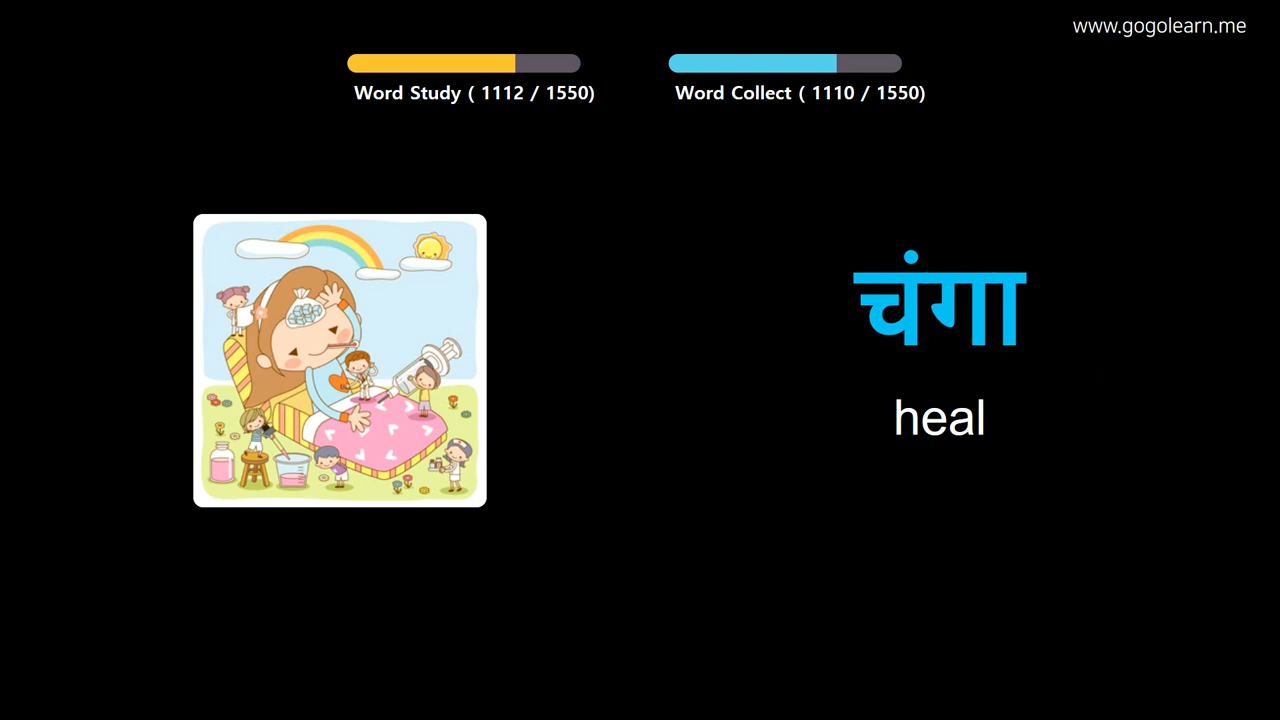 www.gogolearn.me
Word Study ( 1112 / 1550)
Word Collect ( 1110 / 1550)
चंगा
heal